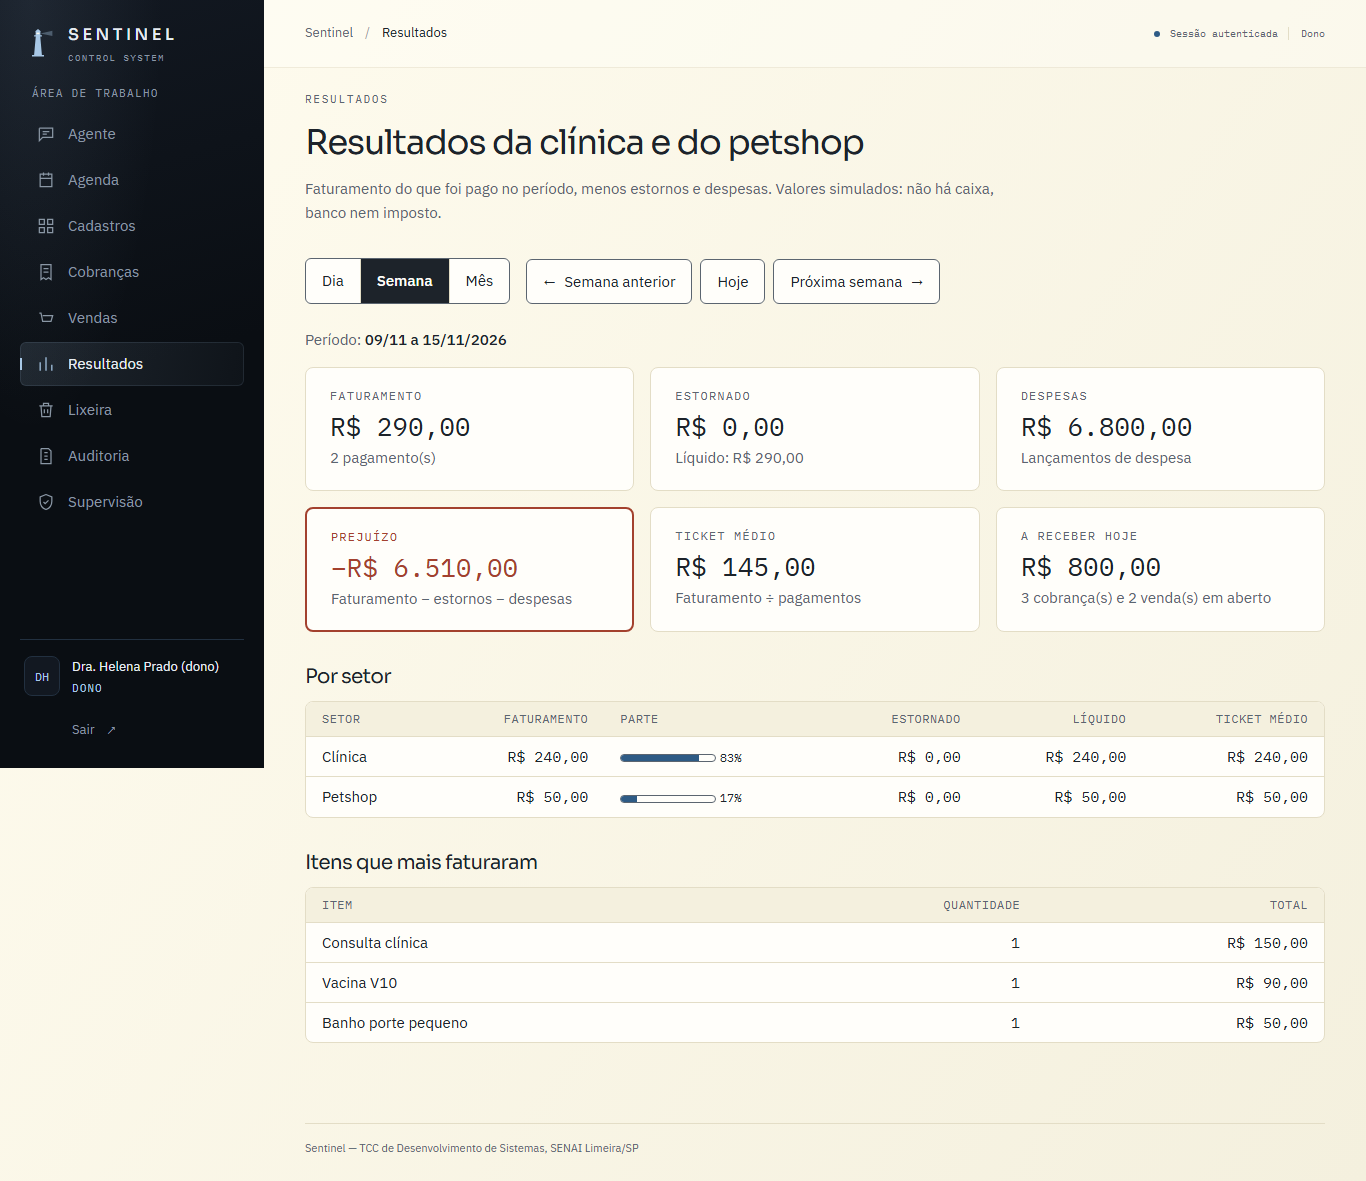 SENTINEL
CONTROL SYSTEM
ÁREA DE TRABALHO
Agente
Agenda
Cadastros
Cobranças
Vendas
Resultados
Lixeira
Auditoria
Supervisão
DH
Dra. Helena Prado (dono)
DONO
Sair ↗
Sentinel / Resultados
Sessão autenticada
Dono
RESULTADOS
Resultados da clínica e do petshop
Faturamento do que foi pago no período, menos estornos e despesas. Valores simulados: não há caixa,
banco nem imposto.
Dia Semana Mês ← Semana anterior Hoje Próxima semana →
Período: 09/11 a 15/11/2026
FATURAMENTO
R$ 290,00
2 pagamento(s)
ESTORNADO
R$ 0,00
Líquido: R$ 290,00
DESPESAS
R$ 6.800,00
Lançamentos de despesa
PREJUÍZO
−R$ 6.510,00
Faturamento − estornos − despesas
TICKET MÉDIO
R$ 145,00
Faturamento ÷ pagamentos
A RECEBER HOJE
R$ 800,00
3 cobrança(s) e 2 venda(s) em aberto
Por setor
SETOR FATURAMENTO PARTE ESTORNADO LÍQUIDO TICKET MÉDIO
Clínica R$ 240,00 83% R$ 0,00 R$ 240,00 R$ 240,00
Petshop R$ 50,00 17% R$ 0,00 R$ 50,00 R$ 50,00
Itens que mais faturaram
ITEM QUANTIDADE TOTAL
Consulta clínica 1 R$ 150,00
Vacina V10 1 R$ 90,00
Banho porte pequeno 1 R$ 50,00
Sentinel — TCC de Desenvolvimento de Sistemas, SENAI Limeira/SP